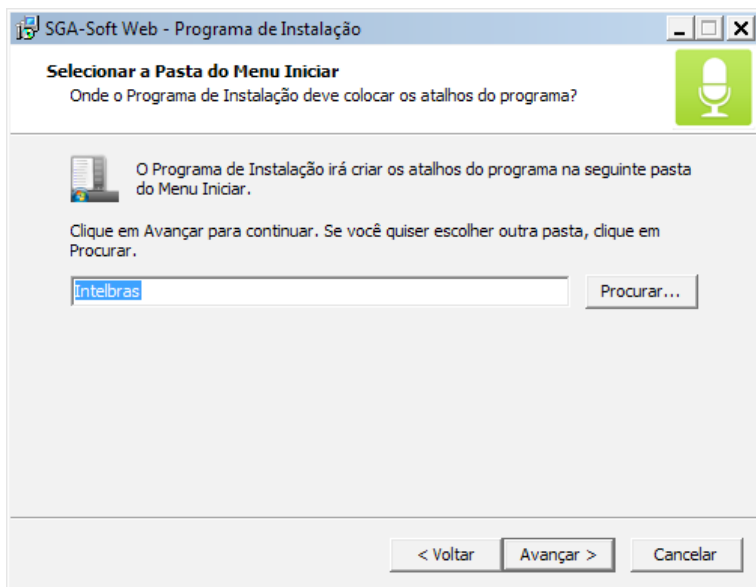 SGA-Soft Web - Programa de Instalação
Selecionar a Pasta do Menu Iniciar
Onde o Programa de Instalação deve colocar os atalhos do programa?
O Programa de Instalação irá criar os atalhos do programa na seguinte pasta
do Menu Iniciar.
Clique em Avançar para continuar. Se você quiser escolher outra pasta, clique em
Procurar.
Intelbras
Procurar...
< Voltar
Avançar >
Cancelar